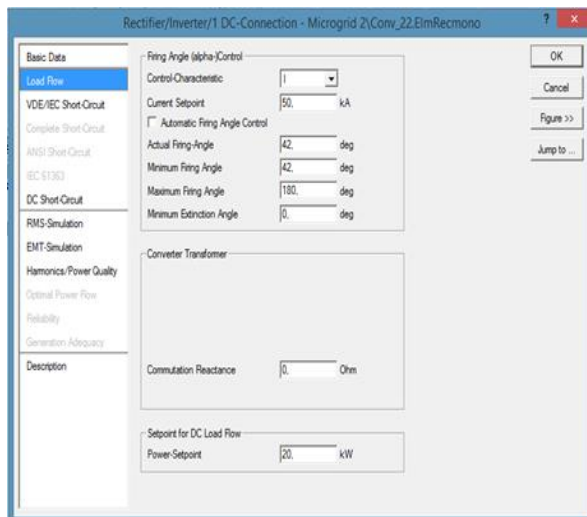 Rectifier/Inverter/1 DC-Connection - Microgrid 2\Conv_22.ElmRecmono
?
x
Basic Data
Load Flow
VDE/IEC Short-Circuit
Complete Short-Circuit
ANSI Short-Circuit
IEC 61363
DC Short-Circuit
RMS-Simulation
EMT-Simulation
Harmonics/Power Quality
Optimal Power Flow
Reliability
Generation Adequacy
Description
Firing Angle (alpha-)Control
Control-Characteristic I
Current Setpoint 50, kA
Automatic Firing Angle Control
Actual Firing-Angle 42, deg
Minimum Firing Angle 42, deg
Maximum Firing Angle 180, deg
Minimum Extinction Angle 0, deg
Converter Transformer
Commutation Reactance 0, Ohm
Setpoint for DC Load Flow
Power-Setpoint 20, kW
OK
Cancel
Figure >>
Jump to ...